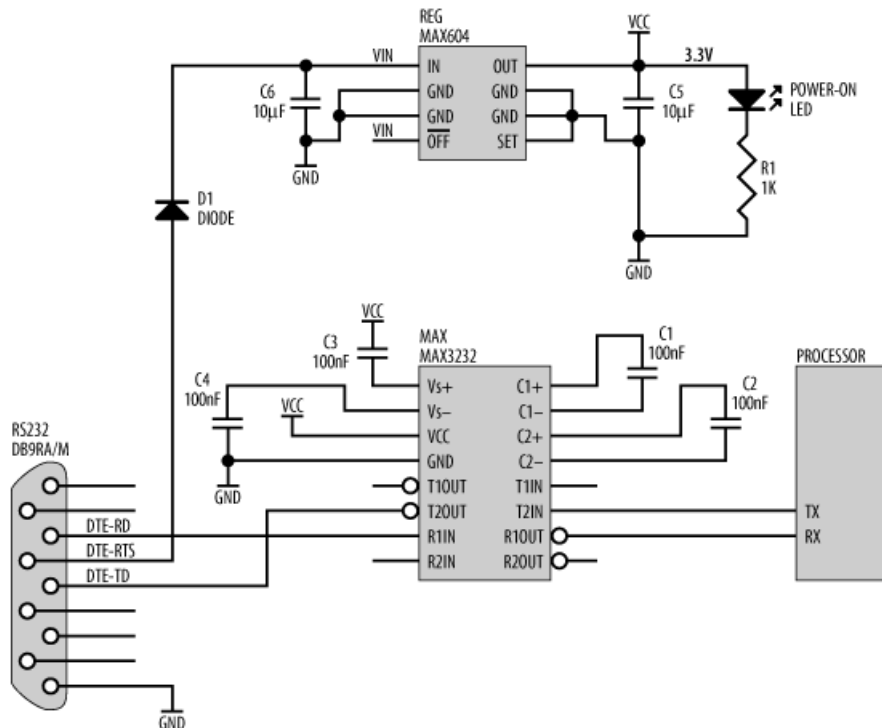 REG
MAX604
VIN
IN
GND
GND
VIN
OFF
OUT
GND
GND
SET
C6
10µF
GND
VCC
3.3V
C5
10µF
POWER-ON
LED
R1
1K
GND
D1
DIODE
VCC
C3
100nF
C4
100nF
VCC
GND
MAX
MAX3232
Vs+
Vs–
VCC
GND
T1OUT
T2OUT
R1IN
R2IN
C1+
C1–
C2+
C2–
T1IN
T2IN
R1OUT
R2OUT
C1
100nF
C2
100nF
PROCESSOR
TX
RX
RS232
DB9RA/M
DTE-RD
DTE-RTS
DTE-TD
GND